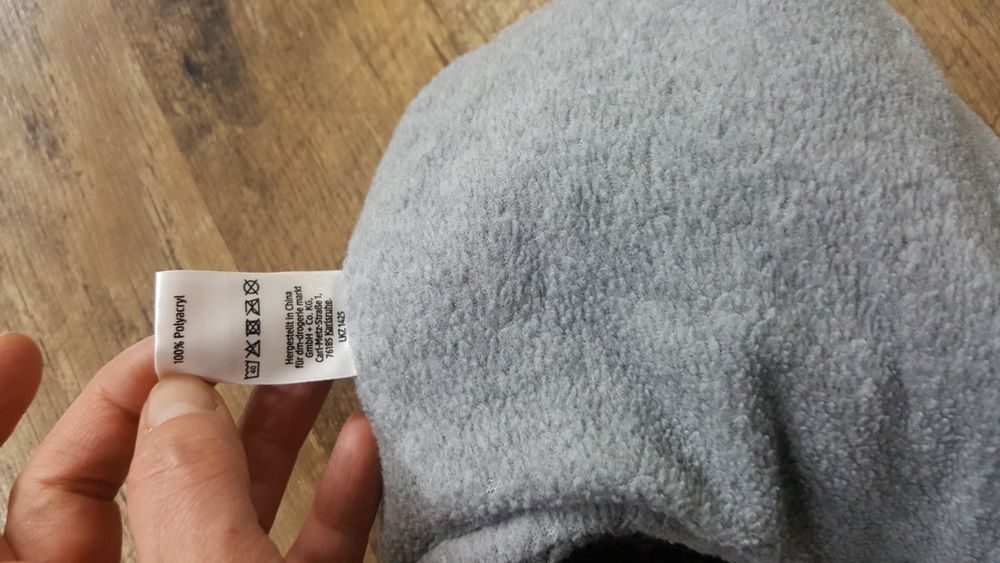 100% Polyacryl
40
Hergestellt in China
für dm-drogerie markt
GmbH + Co. KG,
Carl-Metz-Straße 1,
76185 Karlsruhe.
LKZ 1425